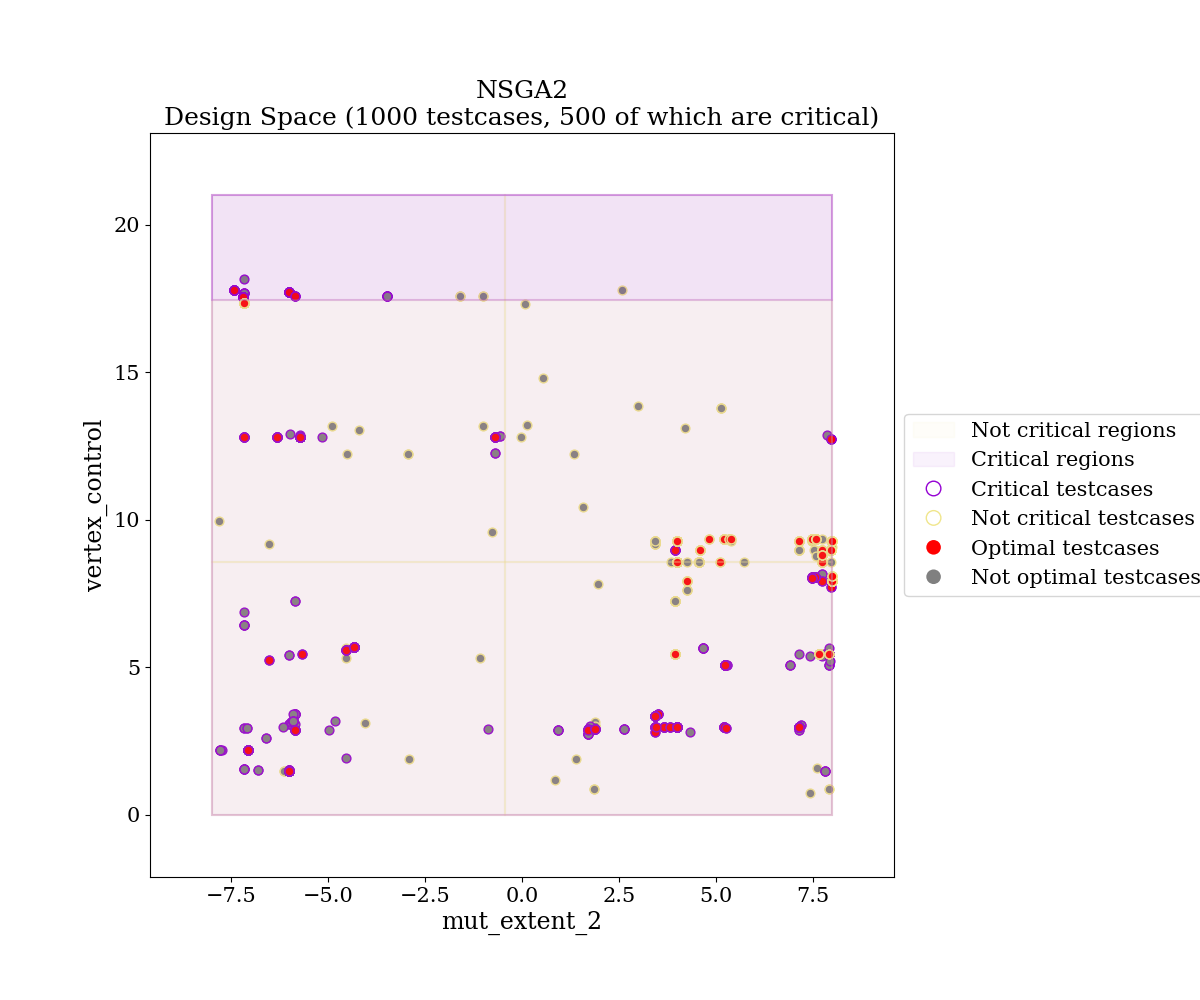 NSGA2
Design Space (1000 testcases, 500 of which are critical)
20
15
10
5
0
vertex_control
−7.5
−5.0
−2.5
0.0
2.5
5.0
7.5
mut_extent_2
Not critical regions
Critical regions
Critical testcases
Not critical testcases
Optimal testcases
Not optimal testcases